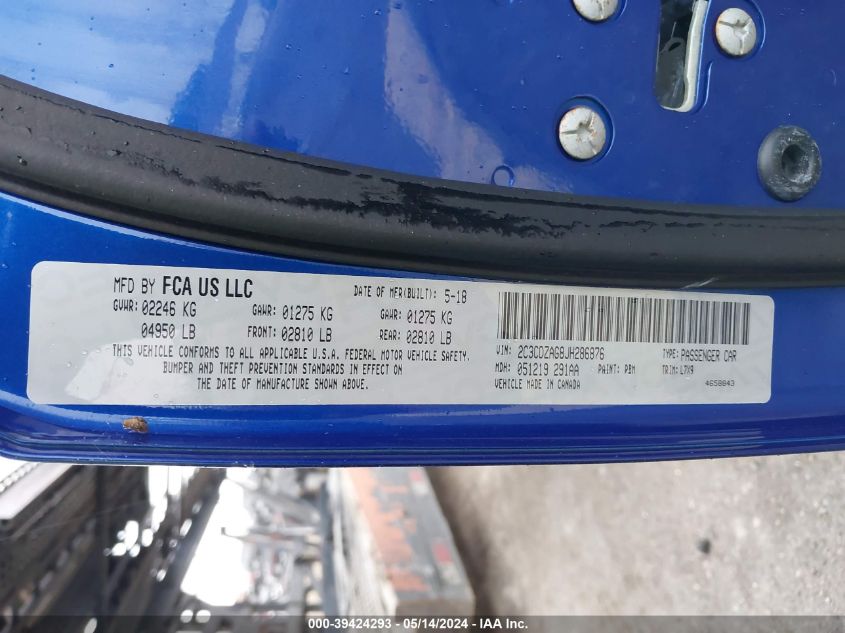 MFD BY FCA US LLC DATE OF MFR(BUILT): 5-18
GVWR: 02246 KG GAWR: 01275 KG GAWR: 01275 KG
04950 LB FRONT: 02810 LB REAR: 02810 LB
THIS VEHICLE CONFORMS TO ALL APPLICABLE U.S.A. FEDERAL MOTOR VEHICLE SAFETY,
BUMPER AND THEFT PREVENTION STANDARDS IN EFFECT ON
THE DATE OF MANUFACTURE SHOWN ABOVE.
VIN: 2C3CDZAG8JH286876 TYPE: PASSENGER CAR
MDH: 051219 291AA PAINT: PBM TRIM: L7X9
VEHICLE MADE IN CANADA 4658843
000-39424293 - 05/14/2024 - IAA Inc.